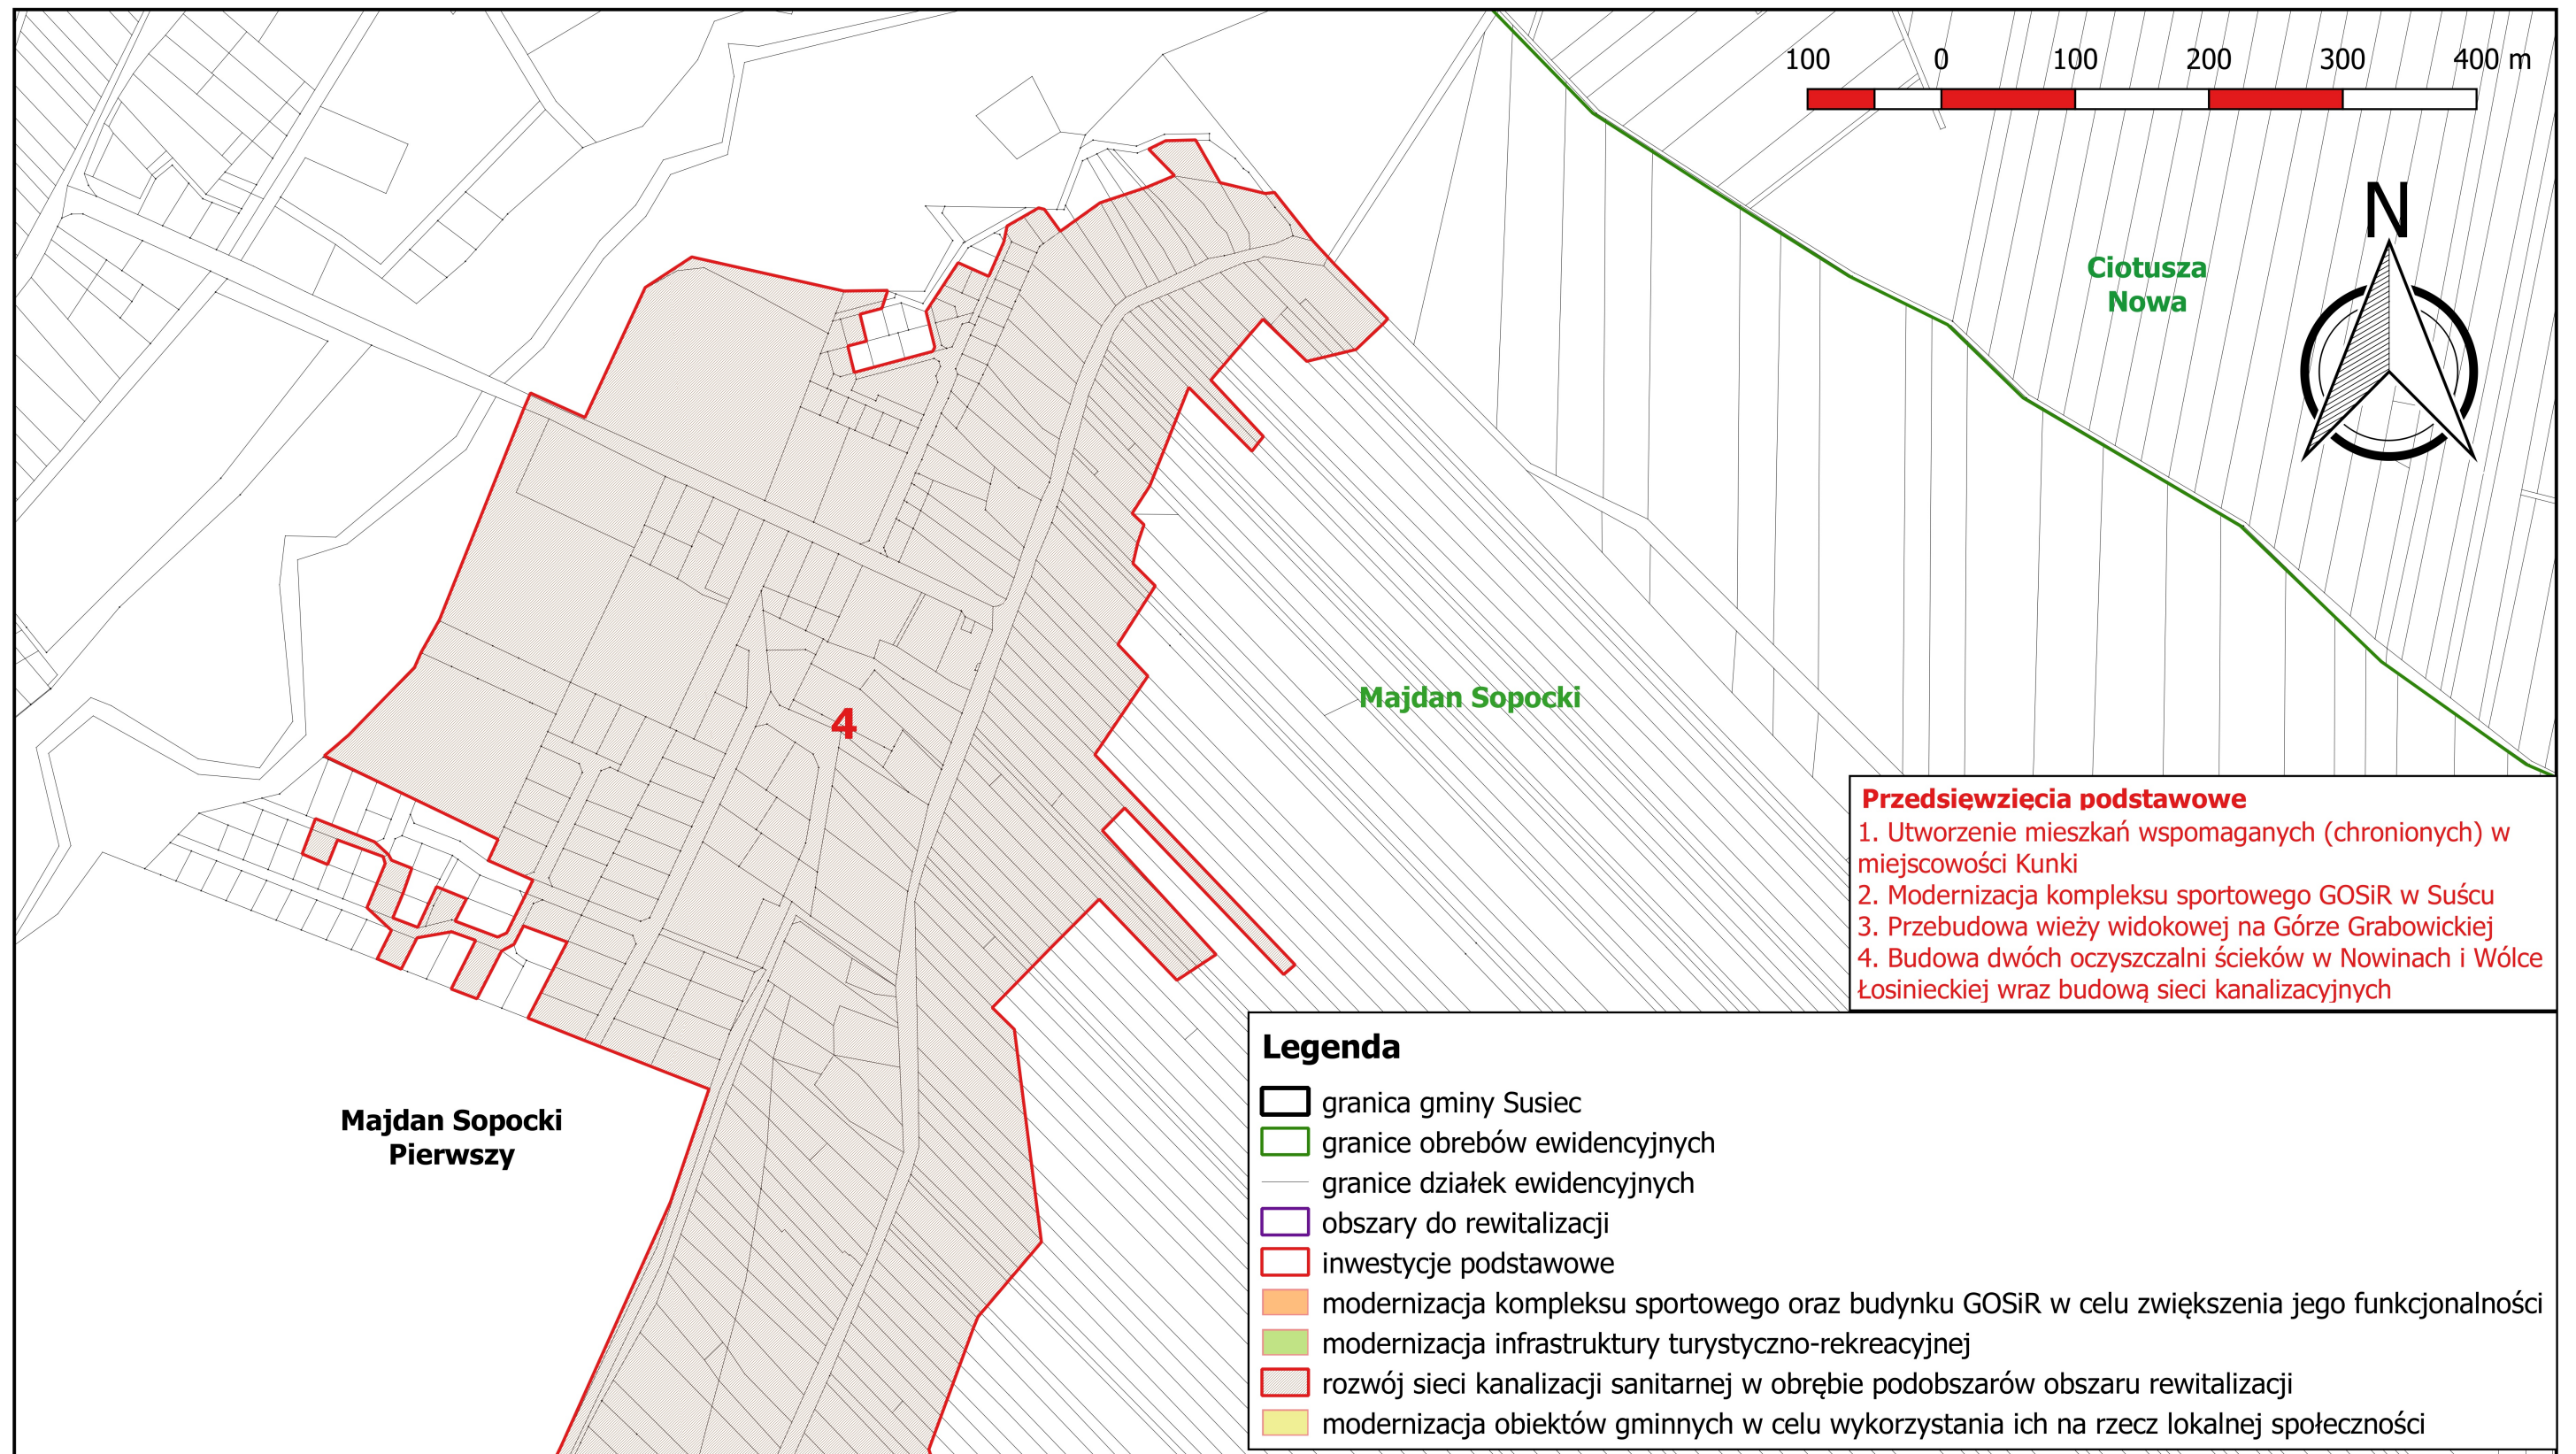 100 0 100 200 300 400 m
N
Ciotusza
Nowa
Majdan Sopocki
4
Majdan Sopocki
Pierwszy
Przedsięwzięcia podstawowe
1. Utworzenie mieszkań wspomaganych (chronionych) w
miejscowości Kunki
2. Modernizacja kompleksu sportowego GOSiR w Suścu
3. Przebudowa wieży widokowej na Górze Grabowickiej
4. Budowa dwóch oczyszczalni ścieków w Nowinach i Wólce
Łosinieckiej wraz budową sieci kanalizacyjnych
Legenda
granica gminy Susiec
granice obrebów ewidencyjnych
granice działek ewidencyjnych
obszary do rewitalizacji
inwestycje podstawowe
modernizacja kompleksu sportowego oraz budynku GOSiR w celu zwiększenia jego funkcjonalności
modernizacja infrastruktury turystyczno-rekreacyjnej
rozwój sieci kanalizacji sanitarnej w obrębie podobszarów obszaru rewitalizacji
modernizacja obiektów gminnych w celu wykorzystania ich na rzecz lokalnej społeczności